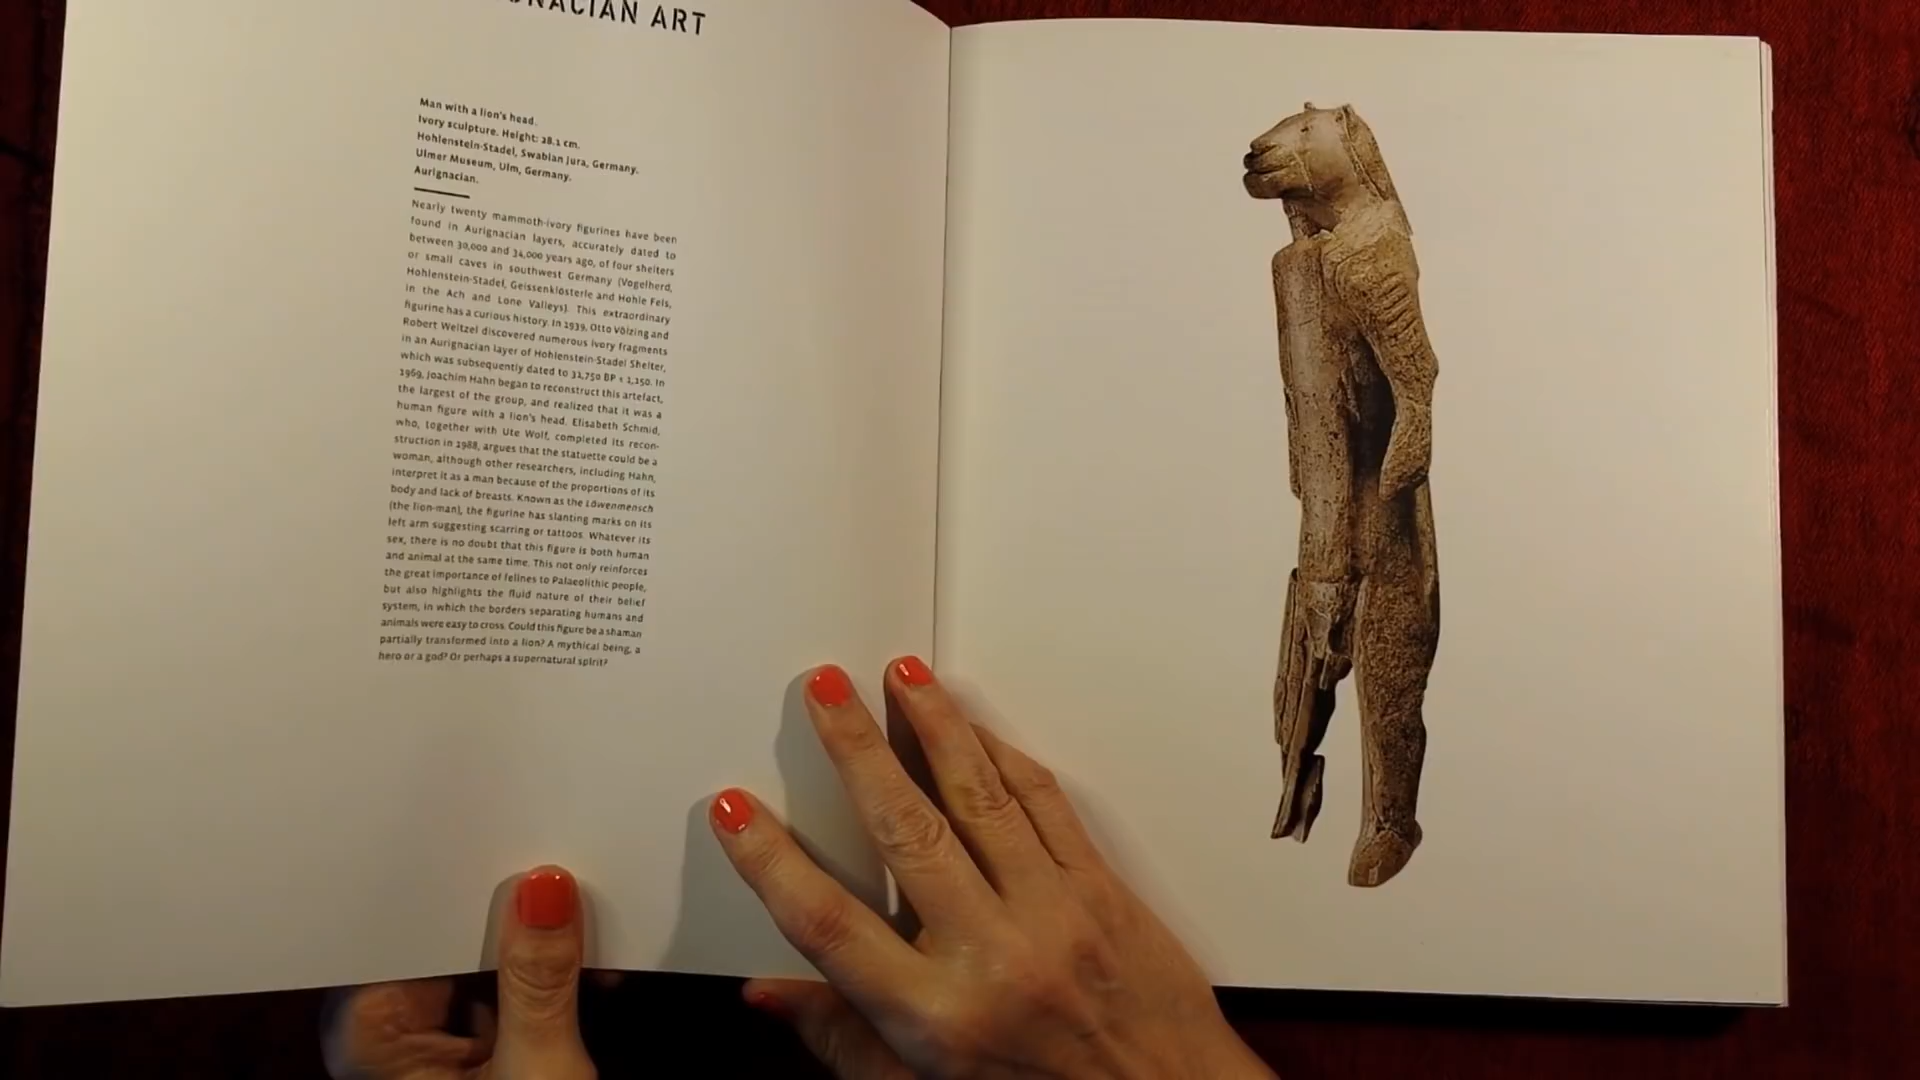 GNACIAN ART
Man with a lion's head.
Ivory sculpture. Height: 28.1 cm.
Hohlenstein-Stadel, Swabian Jura, Germany.
Ulmer Museum, Ulm, Germany.
Aurignacian.
Nearly twenty mammoth-ivory figurines have been
found in Aurignacian layers, accurately dated to
between 30,000 and 34,000 years ago, of four shelters
or small caves in southwest Germany (Vogelherd,
Hohlenstein-Stadel, Geissenklösterle and Hohle Fels,
in the Ach and Lone Valleys). This extraordinary
figurine has a curious history. In 1939, Otto Völzing and
Robert Weitzel discovered numerous ivory fragments
in an Aurignacian layer of Hohlenstein-Stadel Shelter,
which was subsequently dated to 31,750 BP ± 1,150. In
1969, Joachim Hahn began to reconstruct this artefact,
the largest of the group, and realized that it was a
human figure with a lion's head. Elisabeth Schmid,
who, together with Ute Wolf, completed its recon-
struction in 1988, argues that the statuette could be a
woman, although other researchers, including Hahn,
interpret it as a man because of the proportions of its
body and lack of breasts. Known as the Löwenmensch
(the lion-man), the figurine has slanting marks on its
left arm suggesting scarring or tattoos. Whatever its
sex, there is no doubt that this figure is both human
and animal at the same time. This not only reinforces
the great importance of felines to Palaeolithic people,
but also highlights the fluid nature of their belief
system, in which the borders separating humans and
animals were easy to cross. Could this figure be a shaman
partially transformed into a lion? A mythical being, a
hero or a god? Or perhaps a supernatural spirit?